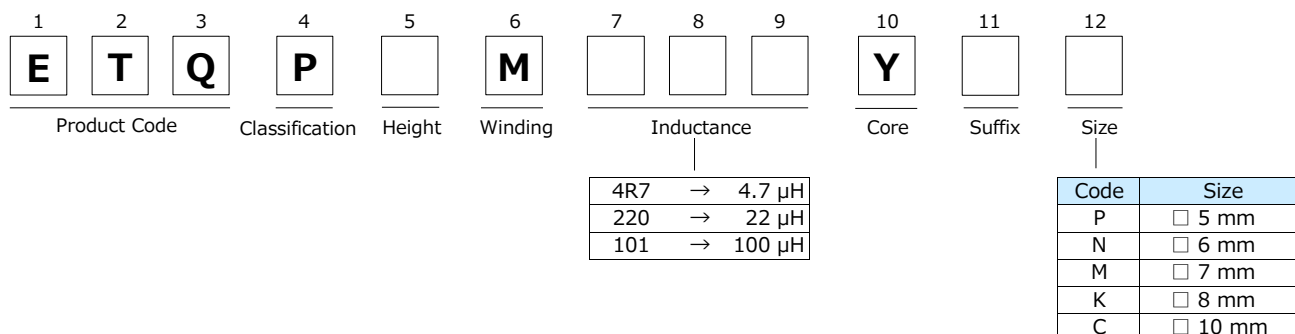 1 2 3 4 5 6 7 8 9 10 11 12
E T Q P M Y
Product Code Classification Height Winding Inductance Core Suffix Size
4R7 → 4.7 µH
220 → 22 µH
101 → 100 µH
Code Size
P □ 5 mm
N □ 6 mm
M □ 7 mm
K □ 8 mm
C □ 10 mm